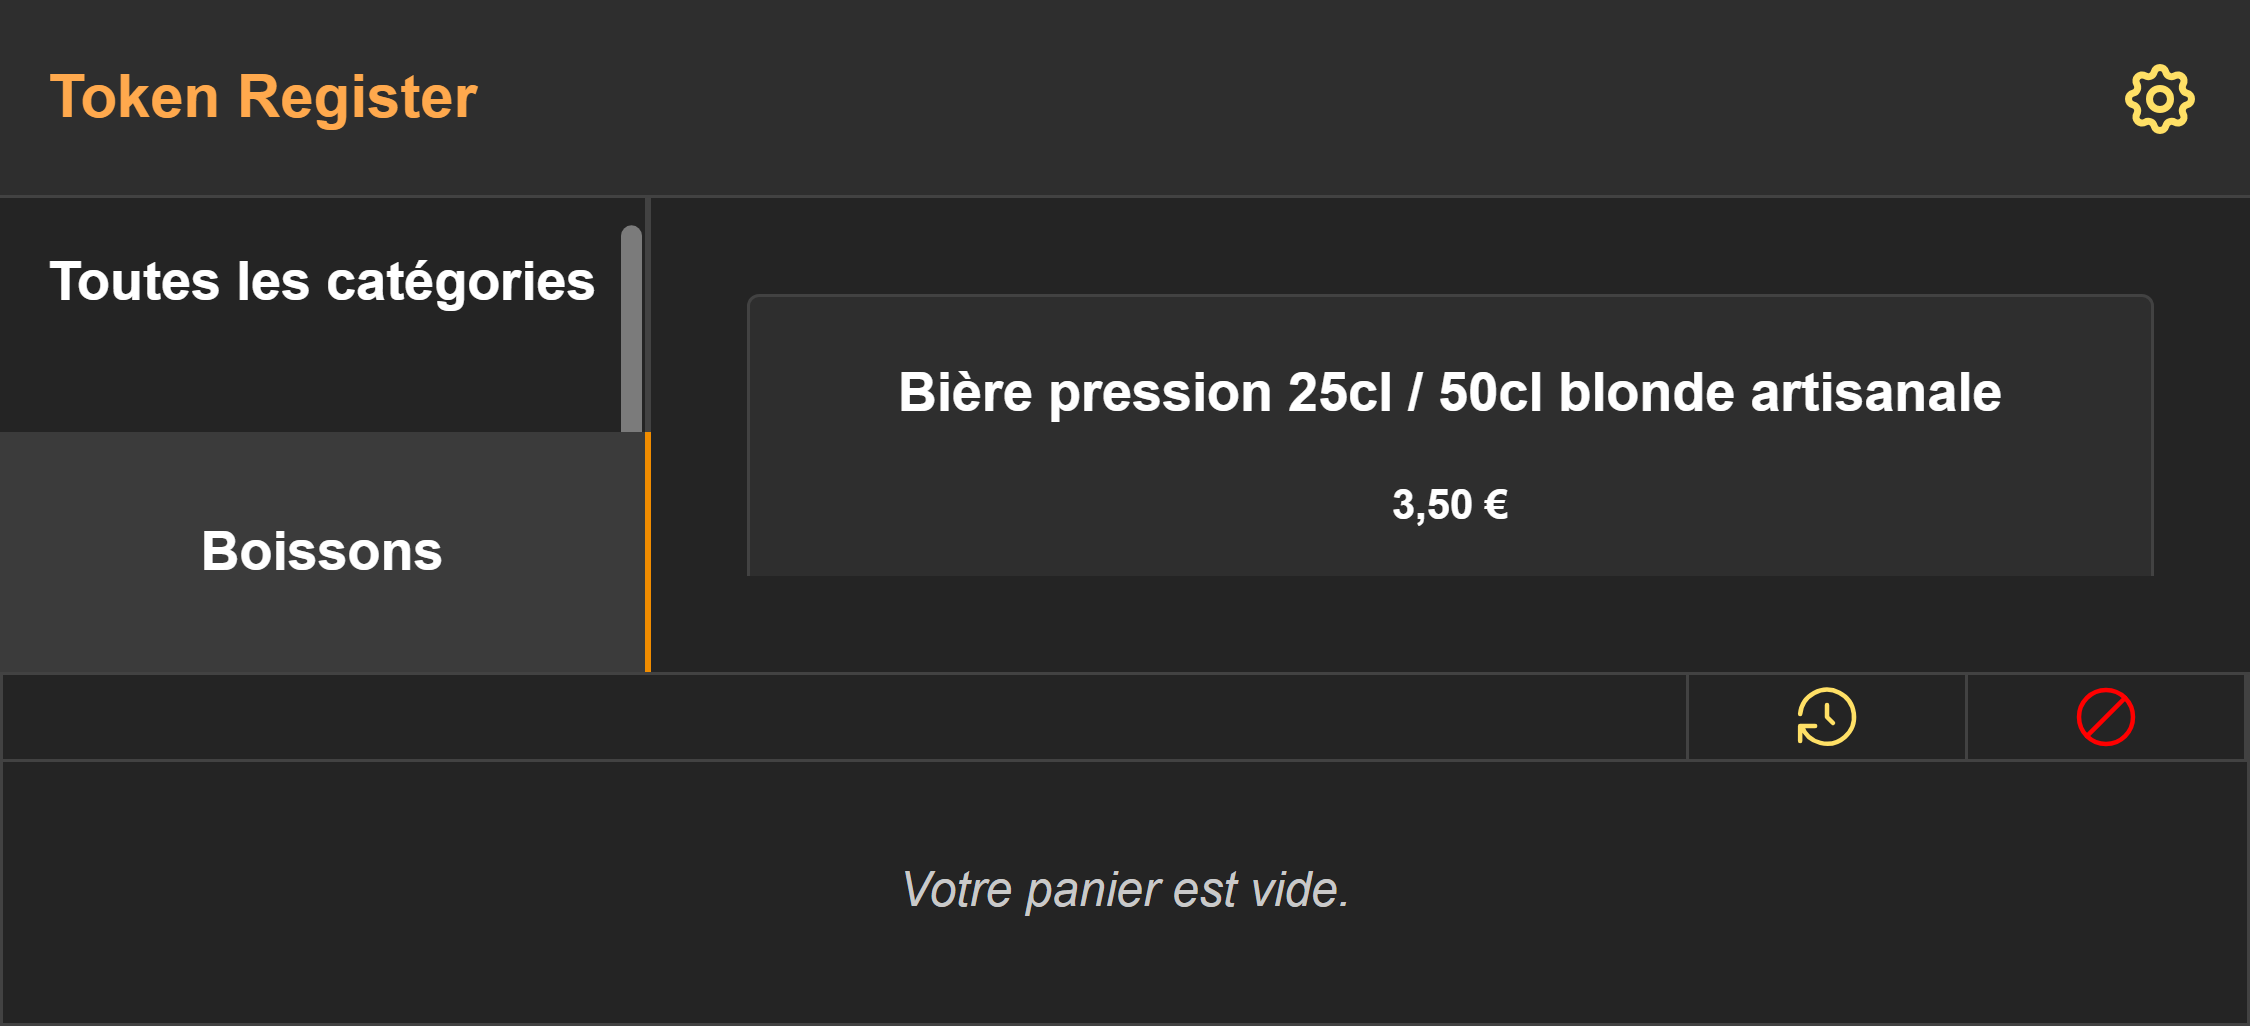 Token Register
Toutes les catégories
Boissons
Bière pression 25cl / 50cl blonde artisanale
3,50 €
Votre panier est vide.